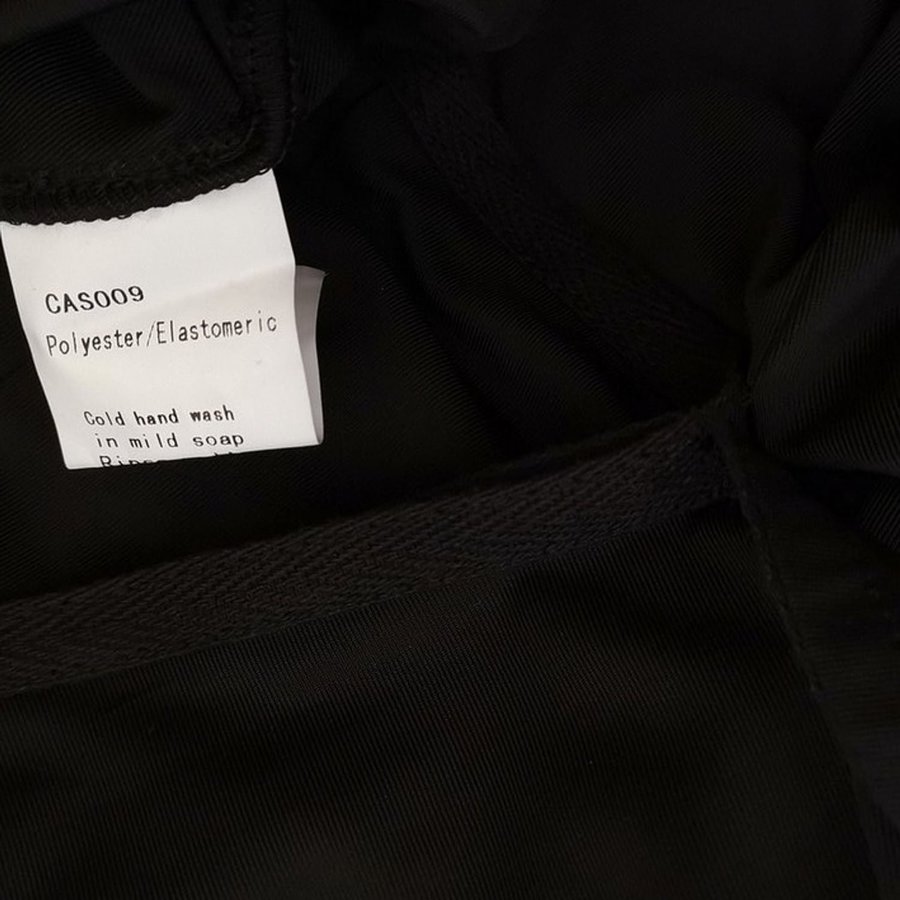 CAS009
Polyester/Elastomeric
Cold hand wash
in mild soap